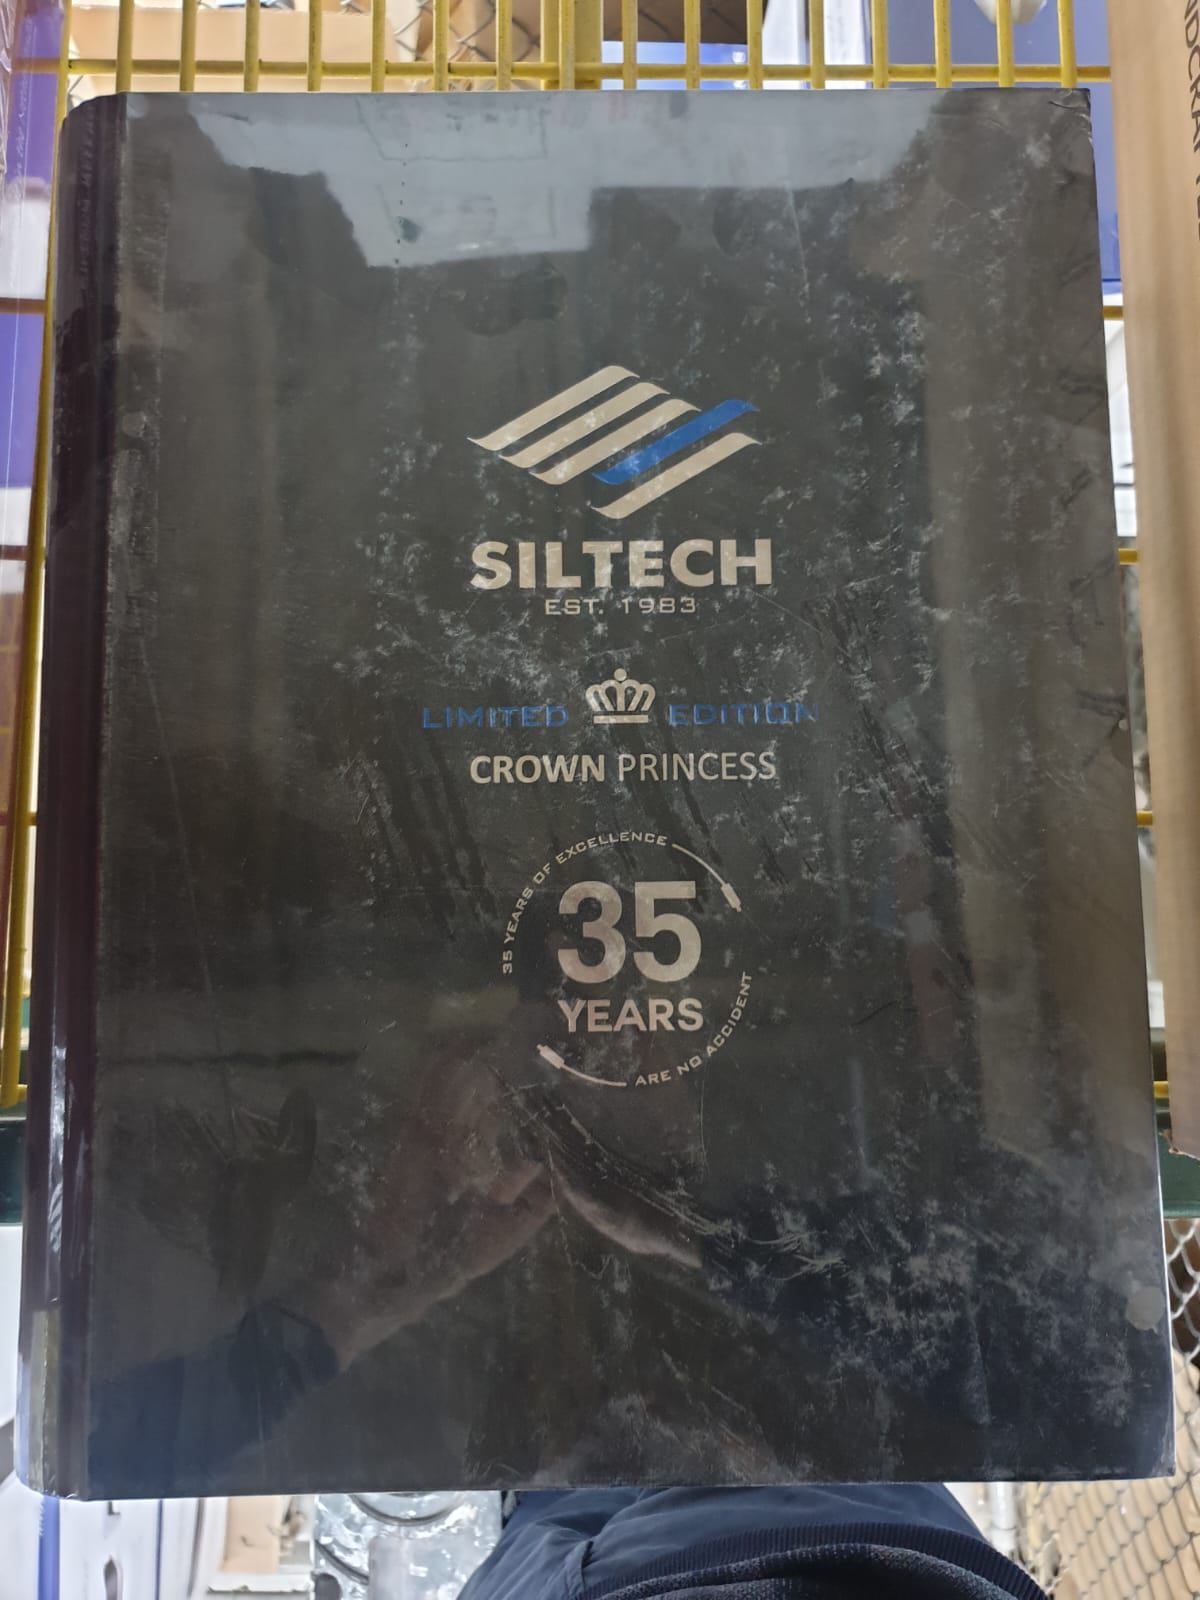 SILTECH
EST. 1983
LIMITED EDITION
CROWN PRINCESS
35 YEARS OF EXCELLENCE
35
YEARS
ARE NO ACCIDENT